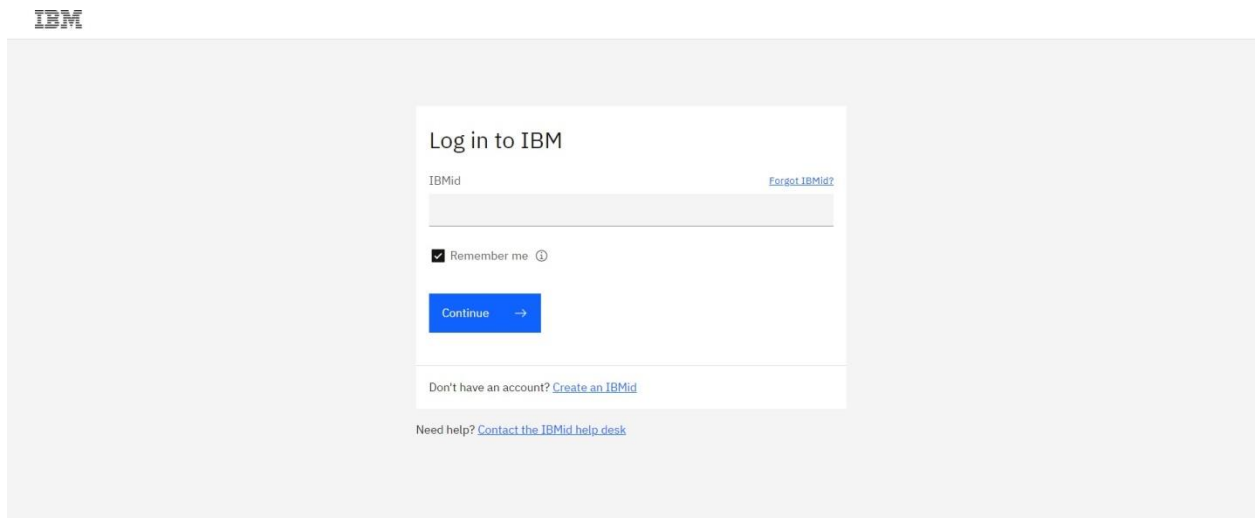 IBM
Log in to IBM
IBMid Forgot IBMid?
Remember me
Continue
Don't have an account? Create an IBMid
Need help? Contact the IBMid help desk